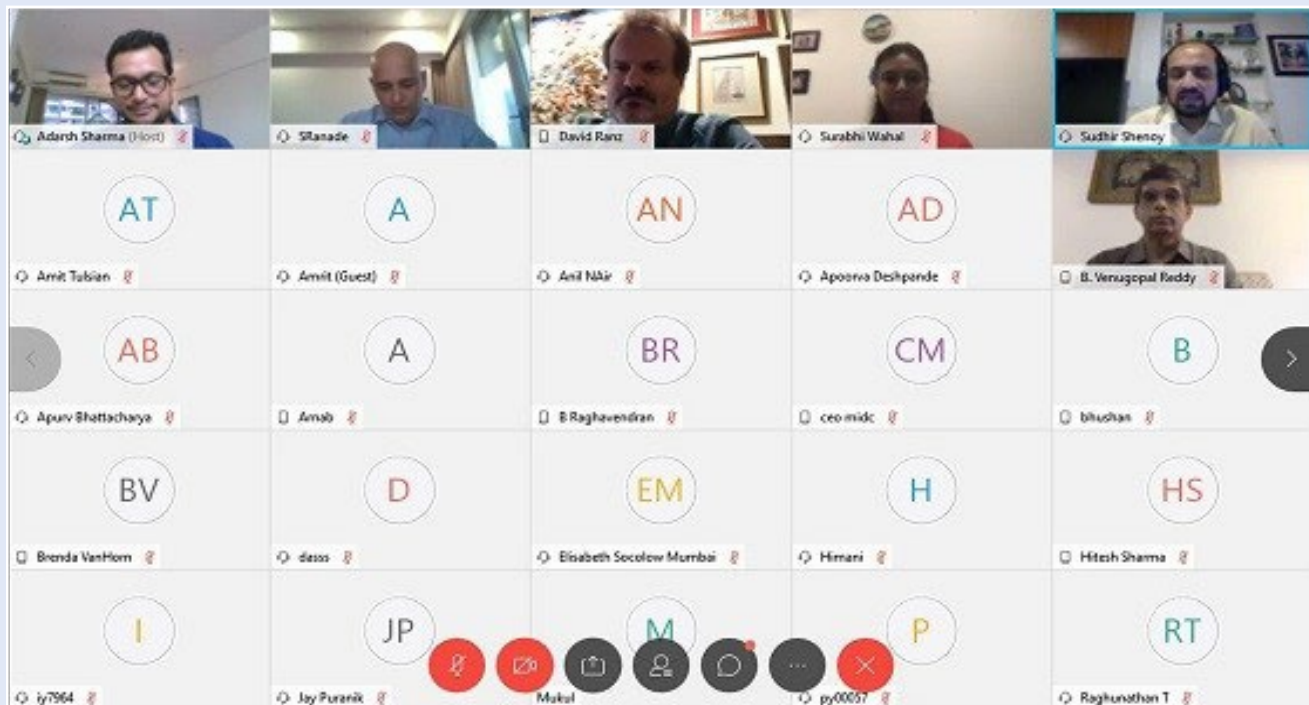 Adarsh Sharma (Host)
SRanade
David Ranz
Surabhi Wahal
Sudhir Shenoy
AT
A
AN
AD
Amit Tulsian
Amrit (Guest)
Anil NAir
Apoorva Deshpande
B. Venugopal Reddy
AB
A
BR
CM
B
Apurv Bhattacharya
Arnab
B Raghavendran
ceo midc
bhushan
BV
D
EM
H
HS
Brenda VanHorn
dasss
Elisabeth Socolow Mumbai
Himani
Hitesh Sharma
I
JP
M
P
RT
iy7964
Jay Puranik
Mukul
py00057
Raghunathan T